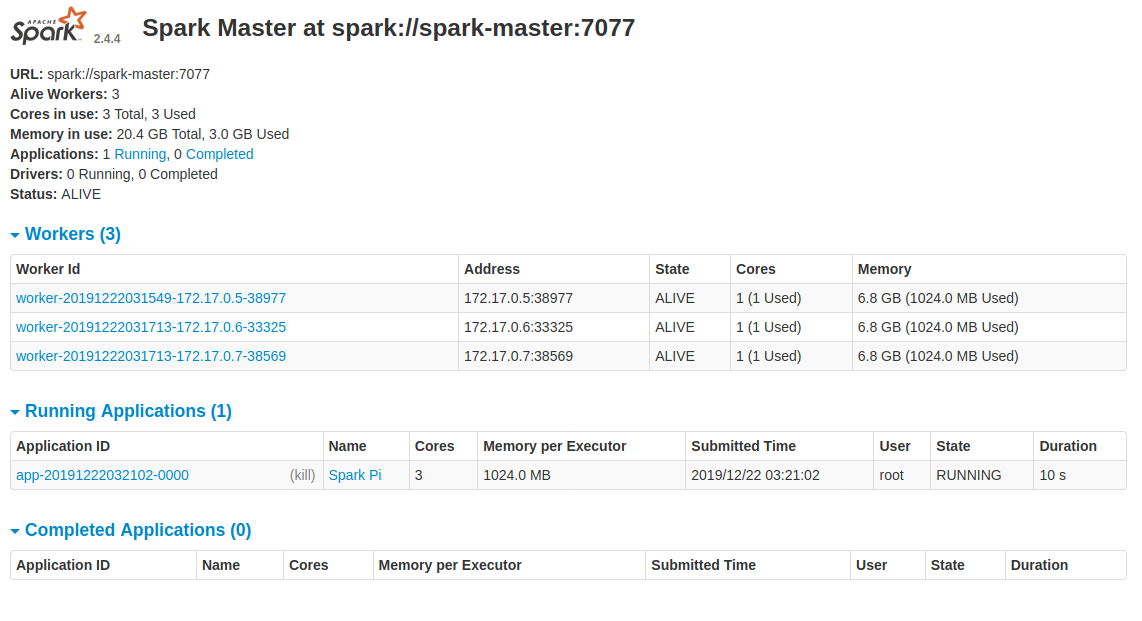 APACHE
Spark 2.4.4 Spark Master at spark://spark-master:7077
URL: spark://spark-master:7077
Alive Workers: 3
Cores in use: 3 Total, 3 Used
Memory in use: 20.4 GB Total, 3.0 GB Used
Applications: 1 Running, 0 Completed
Drivers: 0 Running, 0 Completed
Status: ALIVE
Workers (3)
Worker Id Address State Cores Memory
worker-20191222031549-172.17.0.5-38977 172.17.0.5:38977 ALIVE 1 (1 Used) 6.8 GB (1024.0 MB Used)
worker-20191222031713-172.17.0.6-33325 172.17.0.6:33325 ALIVE 1 (1 Used) 6.8 GB (1024.0 MB Used)
worker-20191222031713-172.17.0.7-38569 172.17.0.7:38569 ALIVE 1 (1 Used) 6.8 GB (1024.0 MB Used)
Running Applications (1)
Application ID Name Cores Memory per Executor Submitted Time User State Duration
app-20191222032102-0000 (kill) Spark Pi 3 1024.0 MB 2019/12/22 03:21:02 root RUNNING 10 s
Completed Applications (0)
Application ID Name Cores Memory per Executor Submitted Time User State Duration